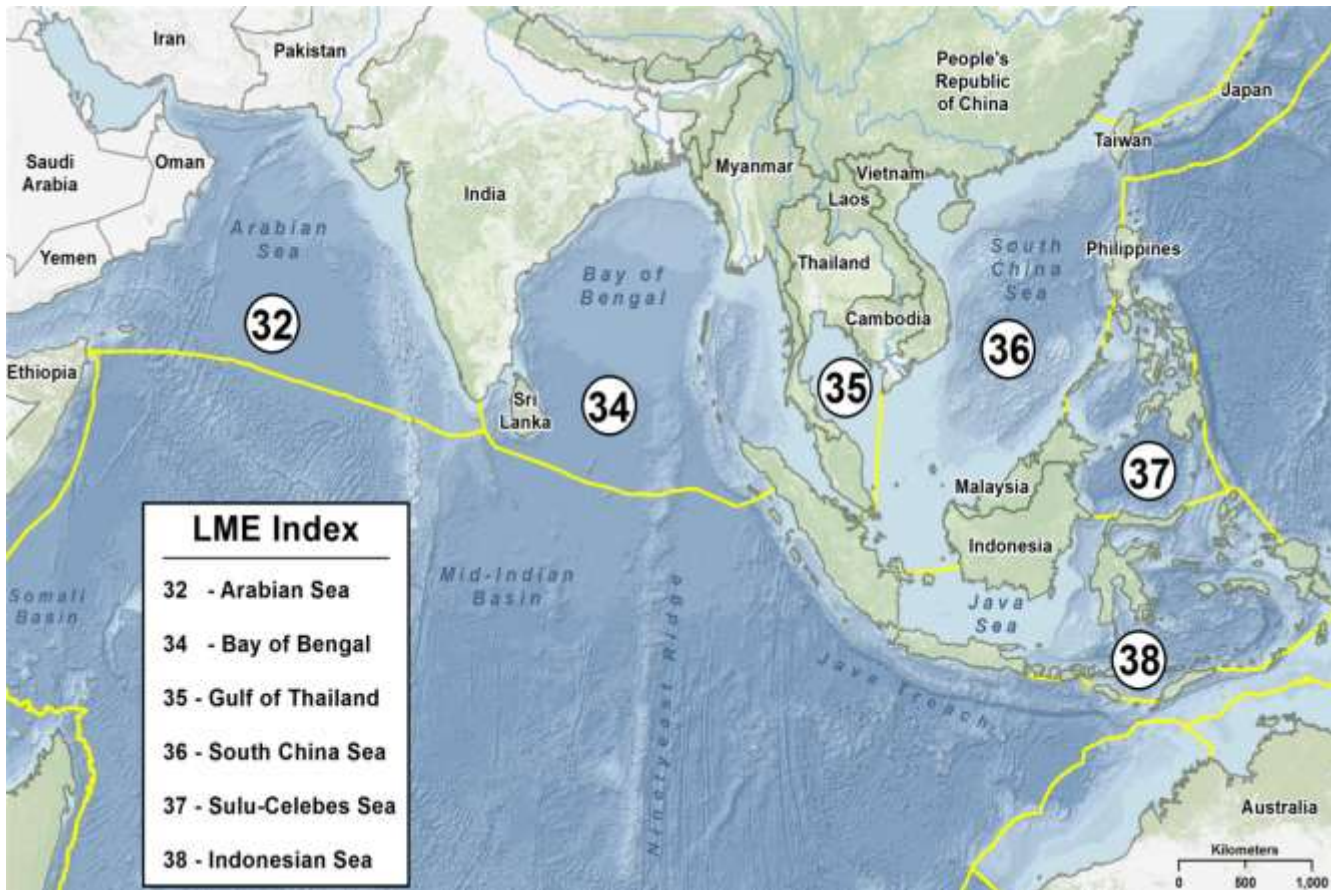 Iran
Pakistan
People's
Republic
of China
Japan
Taiwan
Saudi
Arabia
Oman
India
Myanmar
Vietnam
Laos
Arabian
Sea
Yemen
Bay of
Bengal
Thailand
South
China
Sea
Philippines
32
Cambodia
36
Ethiopia
Sri
Lanka
34
35
37
Malaysia
Indonesia
LME Index
32 - Arabian Sea
34 - Bay of Bengal
35 - Gulf of Thailand
36 - South China Sea
37 - Sulu-Celebes Sea
38 - Indonesian Sea
Somali
Basin
Mid-Indian
Basin
Ninetyeast Ridge
Java
Sea
Java Trench
38
Australia
Kilometers
0 500 1,000